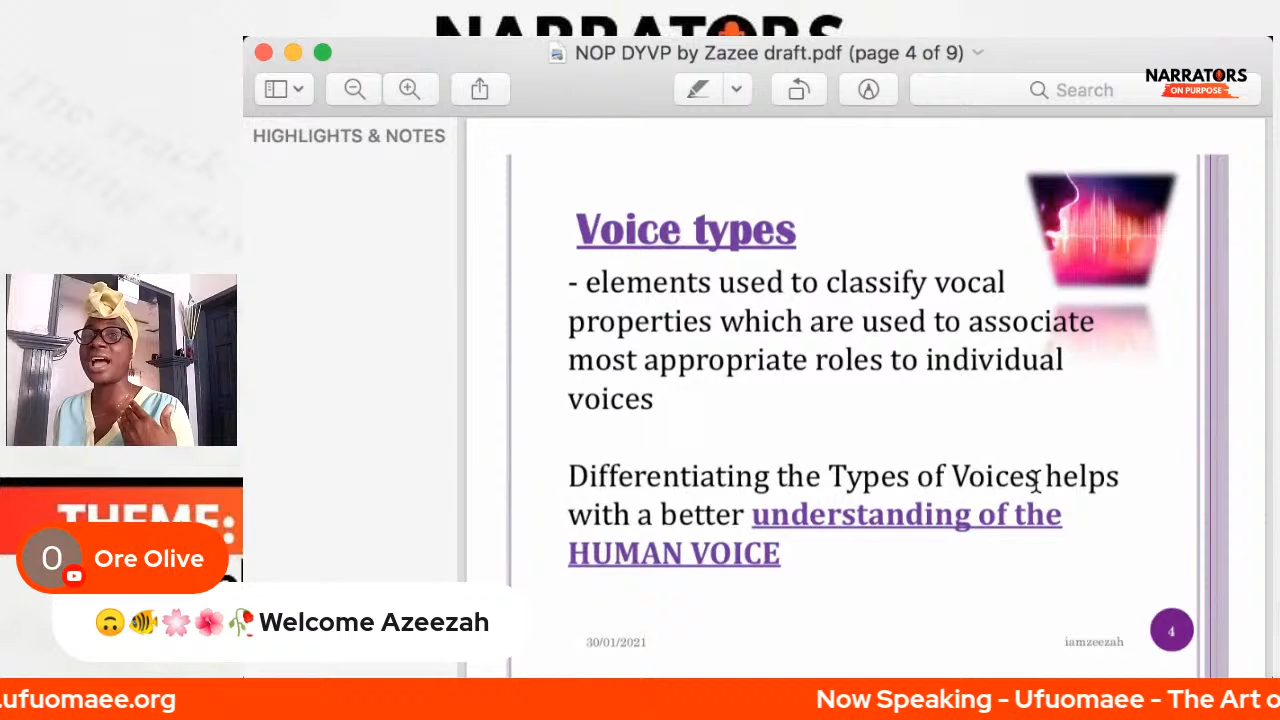 NARRATORS
NOP DYVP by Zazee draft.pdf (page 4 of 9)
Search
NARRATORS
ON PURPOSE
HIGHLIGHTS & NOTES
Voice types
- elements used to classify vocal
properties which are used to associate
most appropriate roles to individual
voices
Differentiating the Types of Voices helps
with a better understanding of the
HUMAN VOICE
30/01/2021
iamzeezah
4
THEME:
O
Ore Olive
🙃🐠🌸🌺🥀Welcome Azeezah
.ufuomaee.org
Now Speaking - Ufuomaee - The Art o